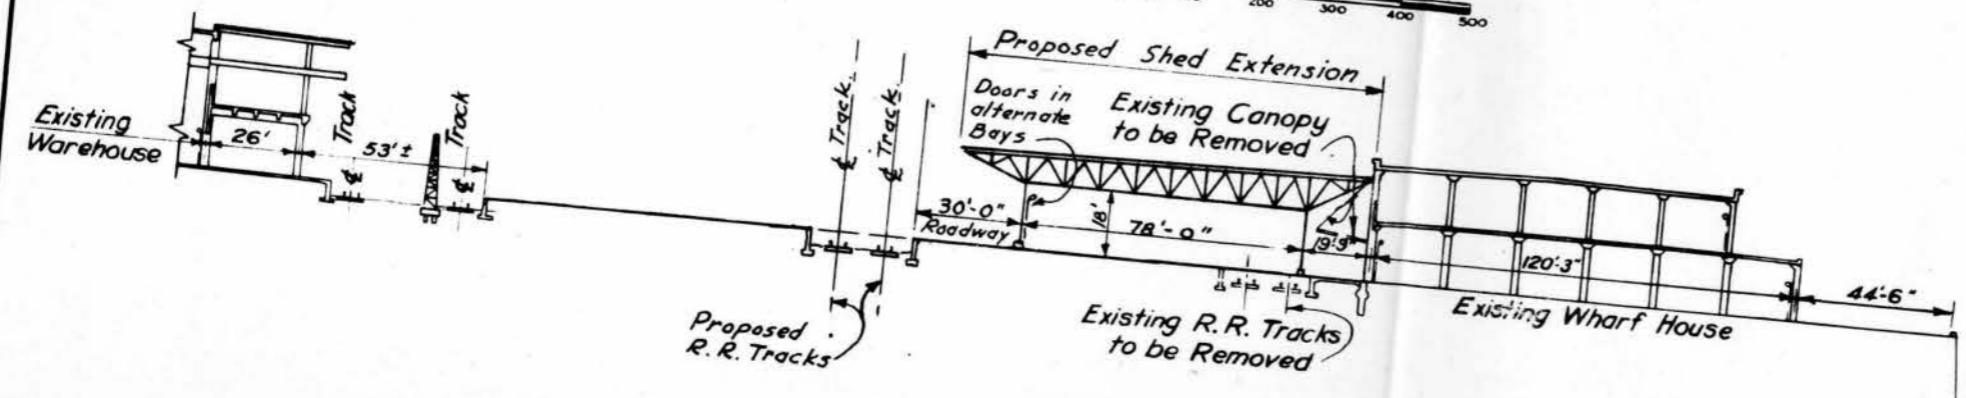 200 300 400 500
Existing
Warehouse
26'
℄ Track
53'±
℄ Track
℄ Track
℄ Track
Proposed
R.R. Tracks
30'-0"
Roadway
Proposed Shed Extension
Doors in
alternate
Bays
Existing Canopy
to be Removed
18'
78'-0"
19'-9"
Existing R.R. Tracks
to be Removed
120'-3"
Existing Wharf House
44'-6"